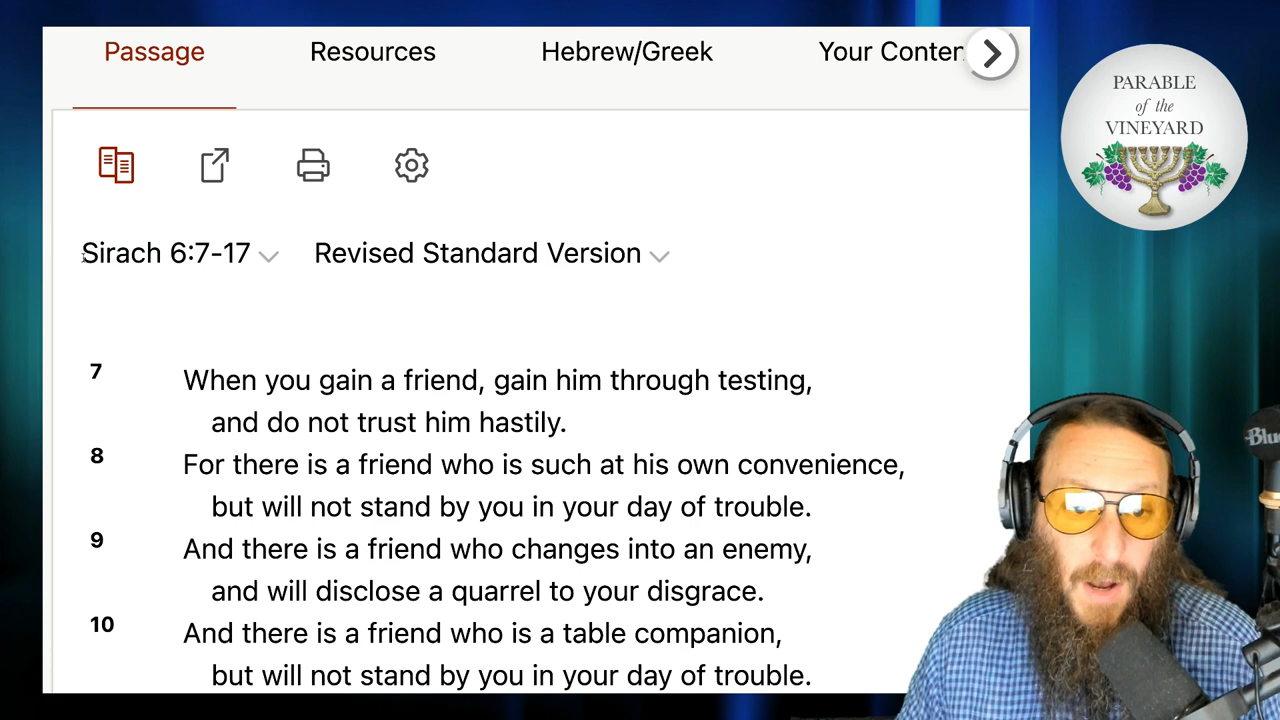 Passage Resources Hebrew/Greek Your Conten
Sirach 6:7-17 Revised Standard Version
7 When you gain a friend, gain him through testing,
and do not trust him hastily.
8 For there is a friend who is such at his own convenience,
but will not stand by you in your day of trouble.
9 And there is a friend who changes into an enemy,
and will disclose a quarrel to your disgrace.
10 And there is a friend who is a table companion,
but will not stand by you in your day of trouble.
PARABLE
of the
VINEYARD
Blu